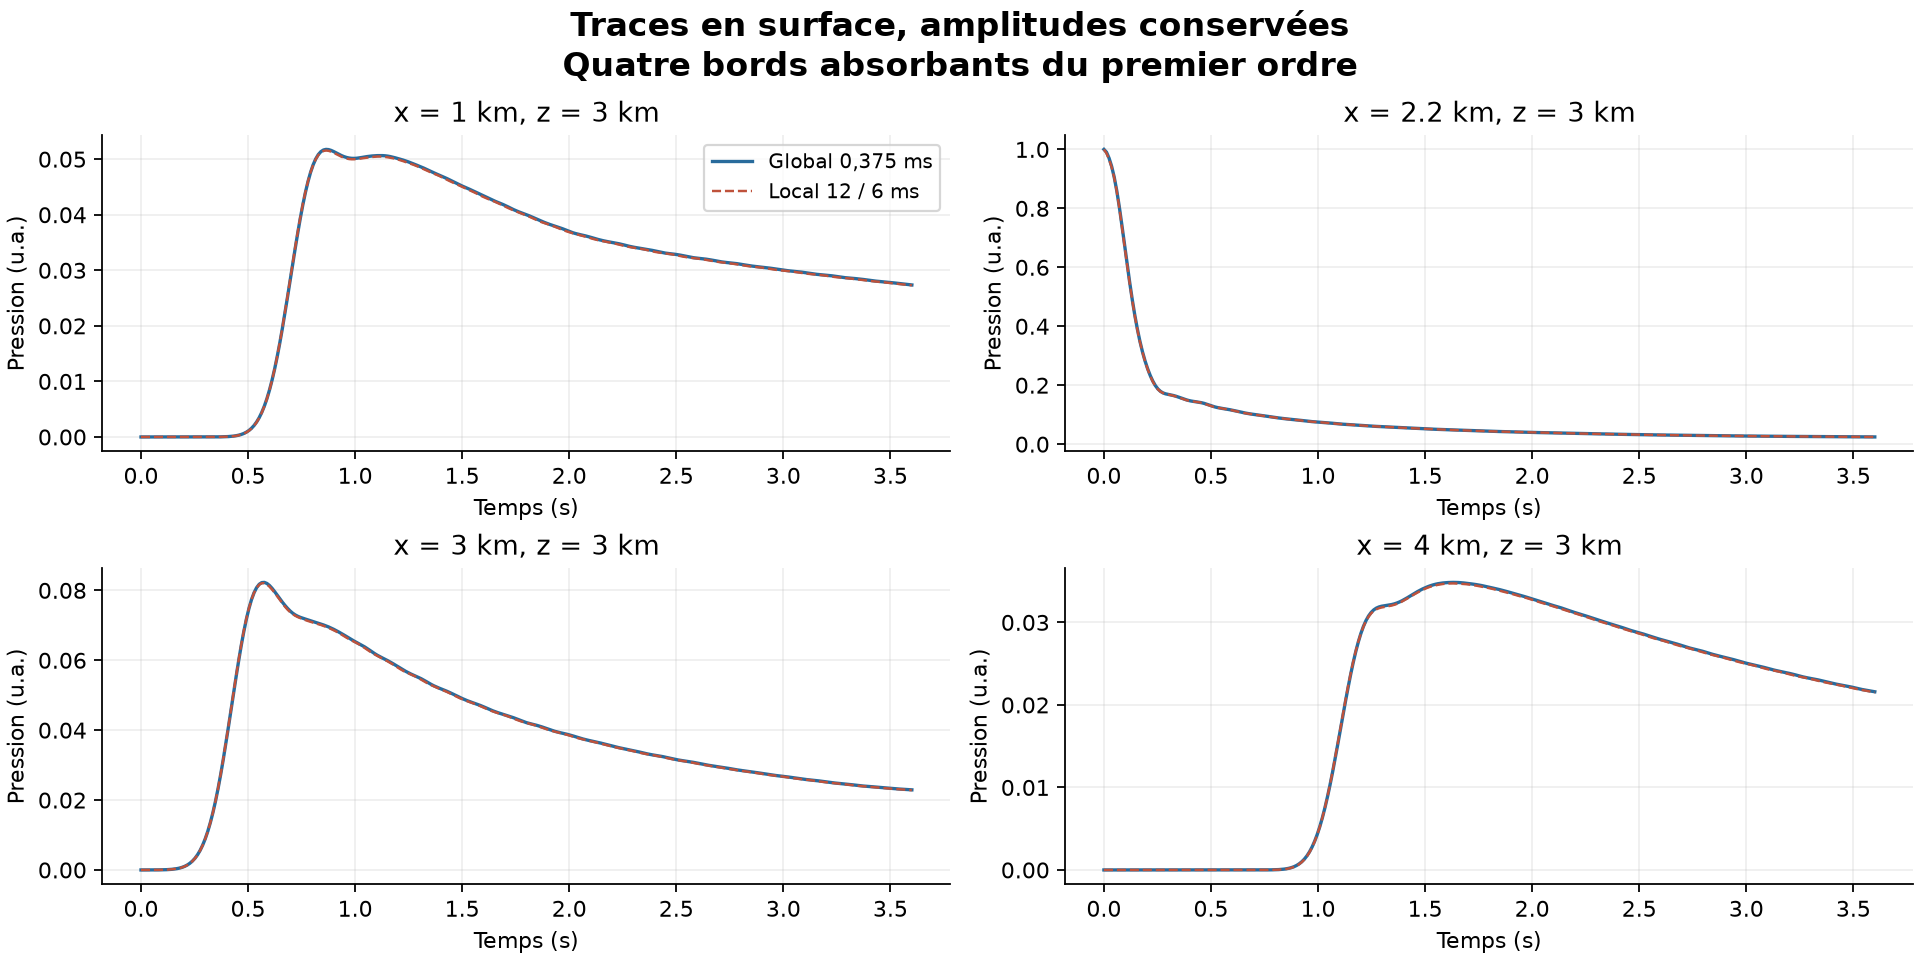 Traces en surface, amplitudes conservées
Quatre bords absorbants du premier ordre
x = 1 km, z = 3 km
Pression (u.a.)
0.05
0.04
0.03
0.02
0.01
0.00
Global 0,375 ms
Local 12 / 6 ms
0.0 0.5 1.0 1.5 2.0 2.5 3.0 3.5
Temps (s)
x = 2.2 km, z = 3 km
Pression (u.a.)
1.0
0.8
0.6
0.4
0.2
0.0
0.0 0.5 1.0 1.5 2.0 2.5 3.0 3.5
Temps (s)
x = 3 km, z = 3 km
Pression (u.a.)
0.08
0.06
0.04
0.02
0.00
0.0 0.5 1.0 1.5 2.0 2.5 3.0 3.5
Temps (s)
x = 4 km, z = 3 km
Pression (u.a.)
0.03
0.02
0.01
0.00
0.0 0.5 1.0 1.5 2.0 2.5 3.0 3.5
Temps (s)